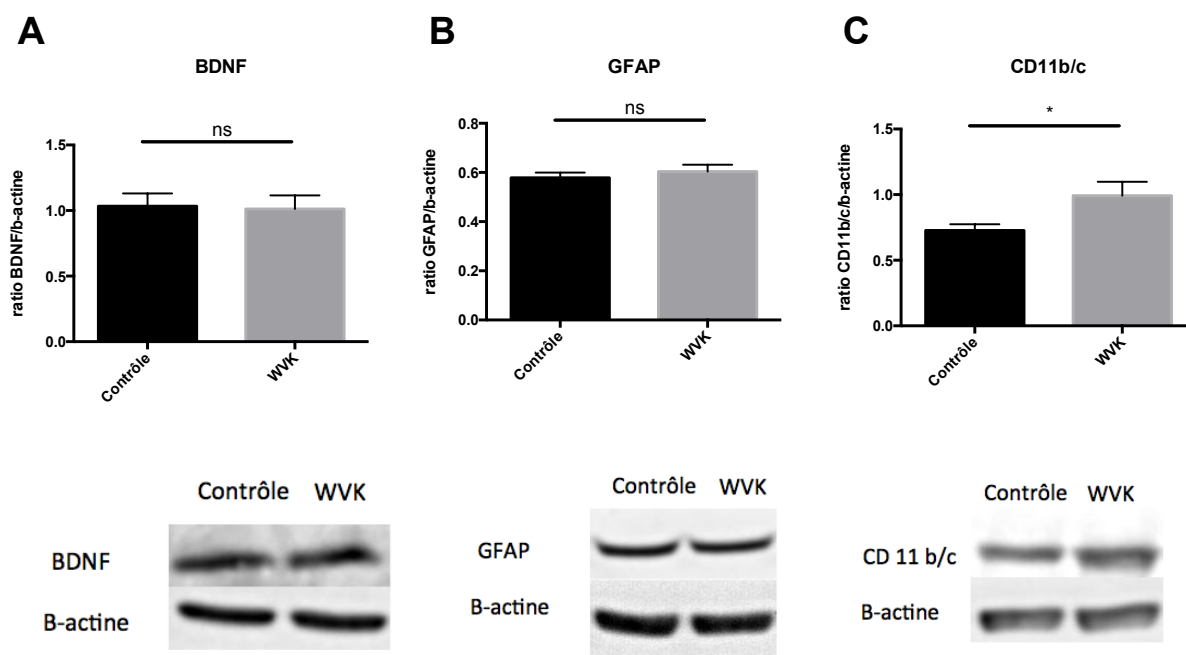 A
BDNF
ns
ratio BDNF/b-actine
1.5
1.0
0.5
0.0
Contrôle
WVK
B
GFAP
ns
ratio GFAP/b-actine
0.8
0.6
0.4
0.2
0.0
Contrôle
WVK
C
CD11b/c
*
ratio CD11b/c/b-actine
1.5
1.0
0.5
0.0
Contrôle
WVK
Contrôle WVK
BDNF
B-actine
Contrôle WVK
GFAP
B-actine
Contrôle WVK
CD 11 b/c
B-actine